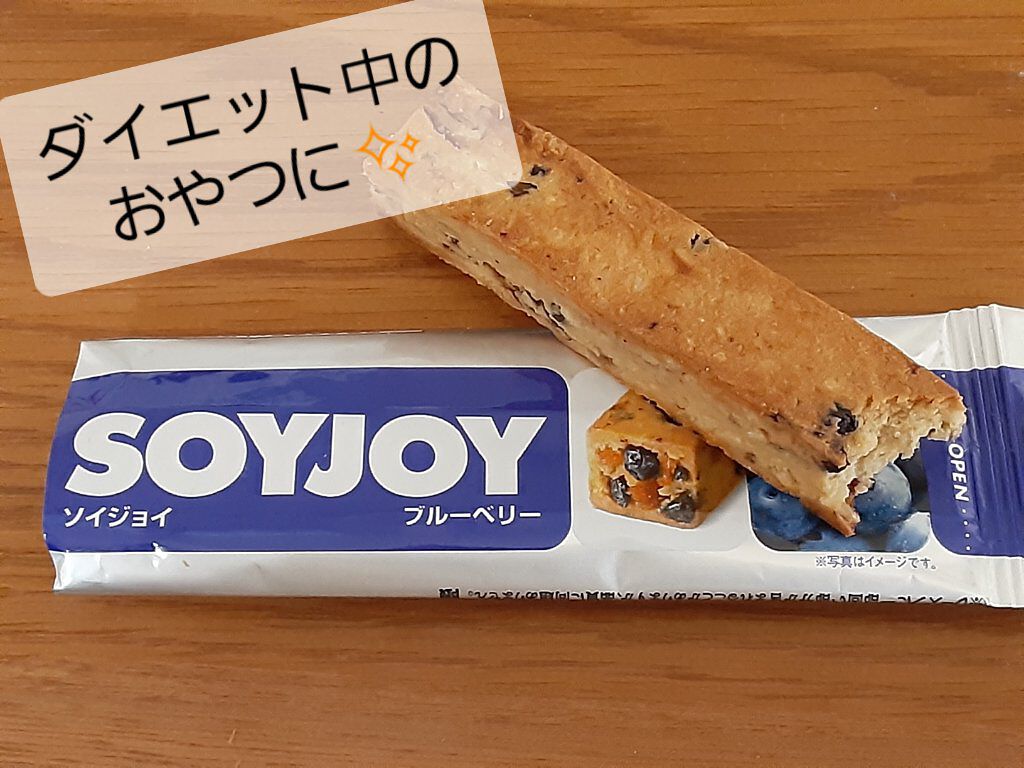 ダイエット中の
おやつに✨
SOYJOY
ソイジョイ
ブルーベリー
OPEN
※写真はイメージです。